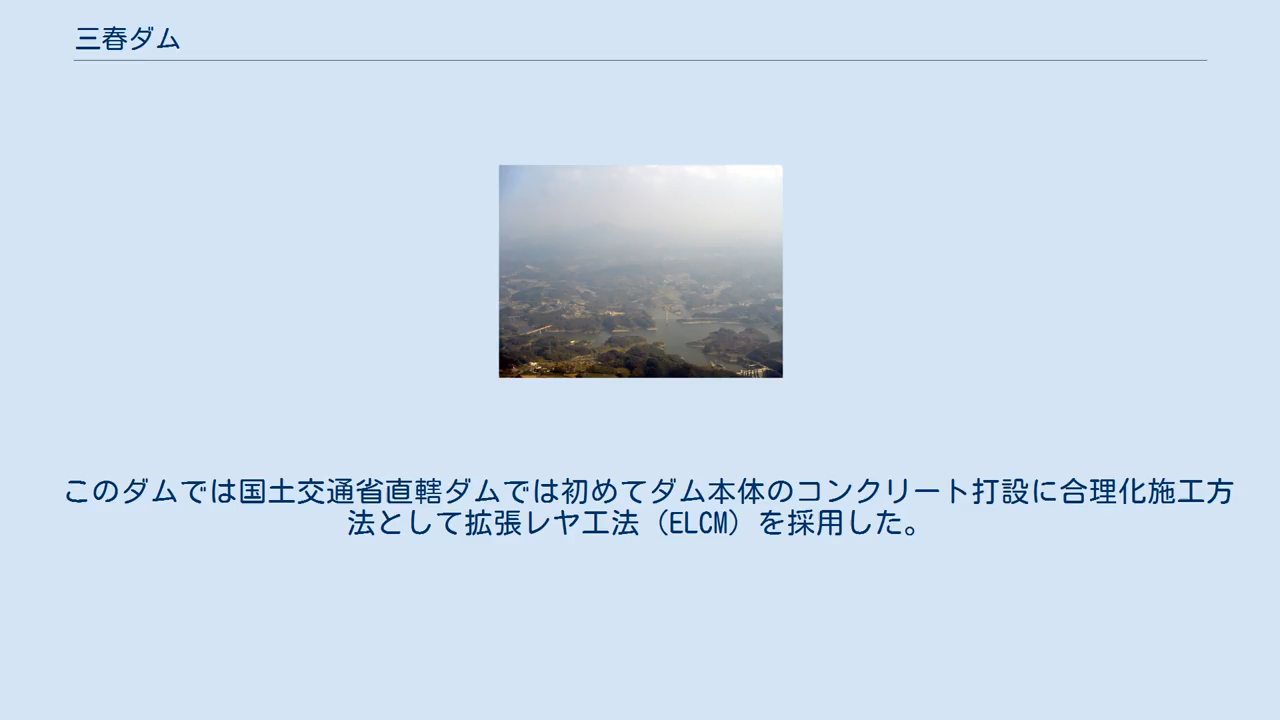 三春ダム
このダムでは国土交通省直轄ダムでは初めてダム本体のコンクリート打設に合理化施工方
法として拡張レヤ工法（ELCM）を採用した。